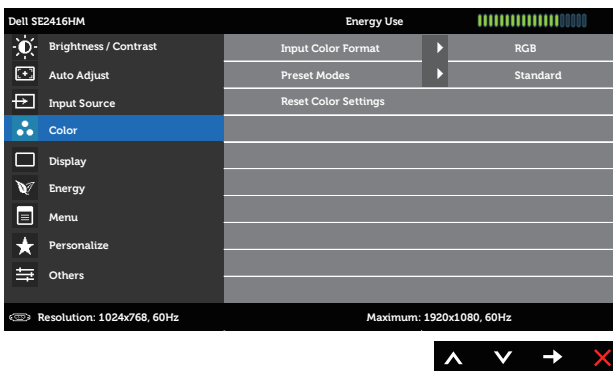 Dell SE2416HM Energy Use
Brightness / Contrast Input Color Format RGB
Auto Adjust Preset Modes Standard
Input Source Reset Color Settings
Color
Display
Energy
Menu
Personalize
Others
Resolution: 1024x768, 60Hz Maximum: 1920x1080, 60Hz